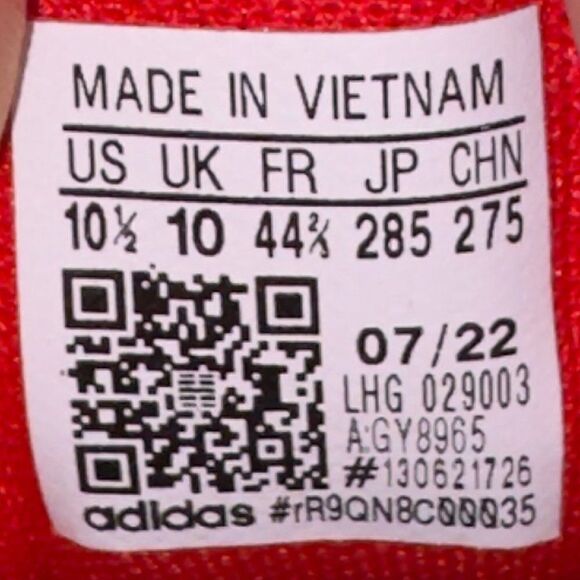 MADE IN VIETNAM
US UK FR JP CHN
10½ 10 44⅔ 285 275
07/22
LHG 029003
A:GY8965
#130621726
adidas #rR9QN8C00035